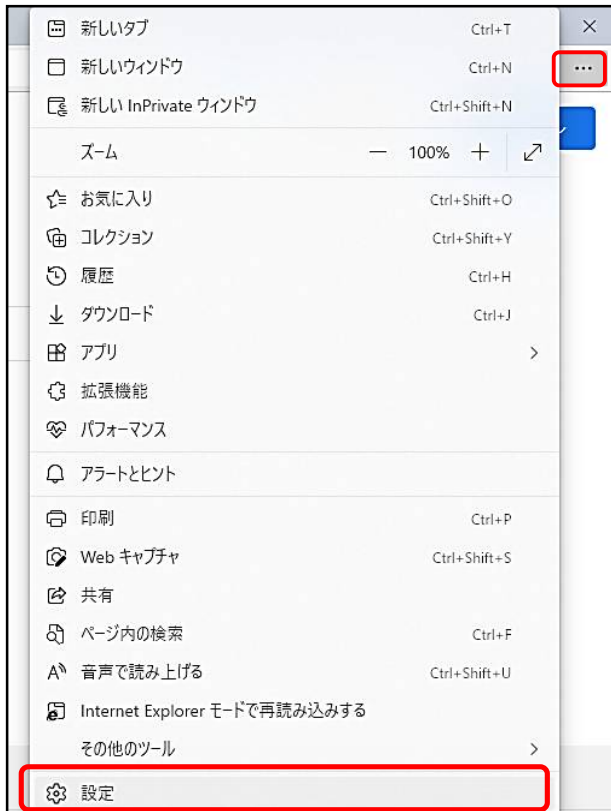 新しいタブ Ctrl+T
新しいウィンドウ Ctrl+N
新しい InPrivate ウィンドウ Ctrl+Shift+N
ズーム — 100% +
お気に入り Ctrl+Shift+O
コレクション Ctrl+Shift+Y
履歴 Ctrl+H
ダウンロード Ctrl+J
アプリ
拡張機能
パフォーマンス
アラートとヒント
印刷 Ctrl+P
Web キャプチャ Ctrl+Shift+S
共有
ページ内の検索 Ctrl+F
音声で読み上げる Ctrl+Shift+U
Internet Explorer モードで再読み込みする
その他のツール
設定